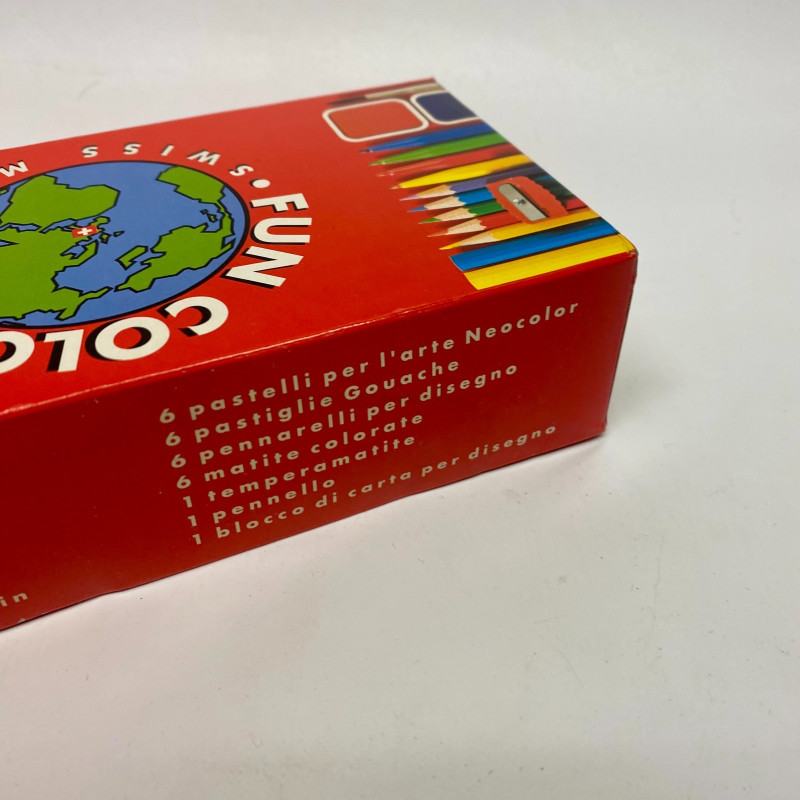 SWISS M
• FUN COLO
6 pastelli per l'arte Neocolor
6 pastiglie Gouache
6 Pennarelli per disegno
6 matite colorate
1 temperamatite
1 pennello
1 blocco di carta per disegno
in